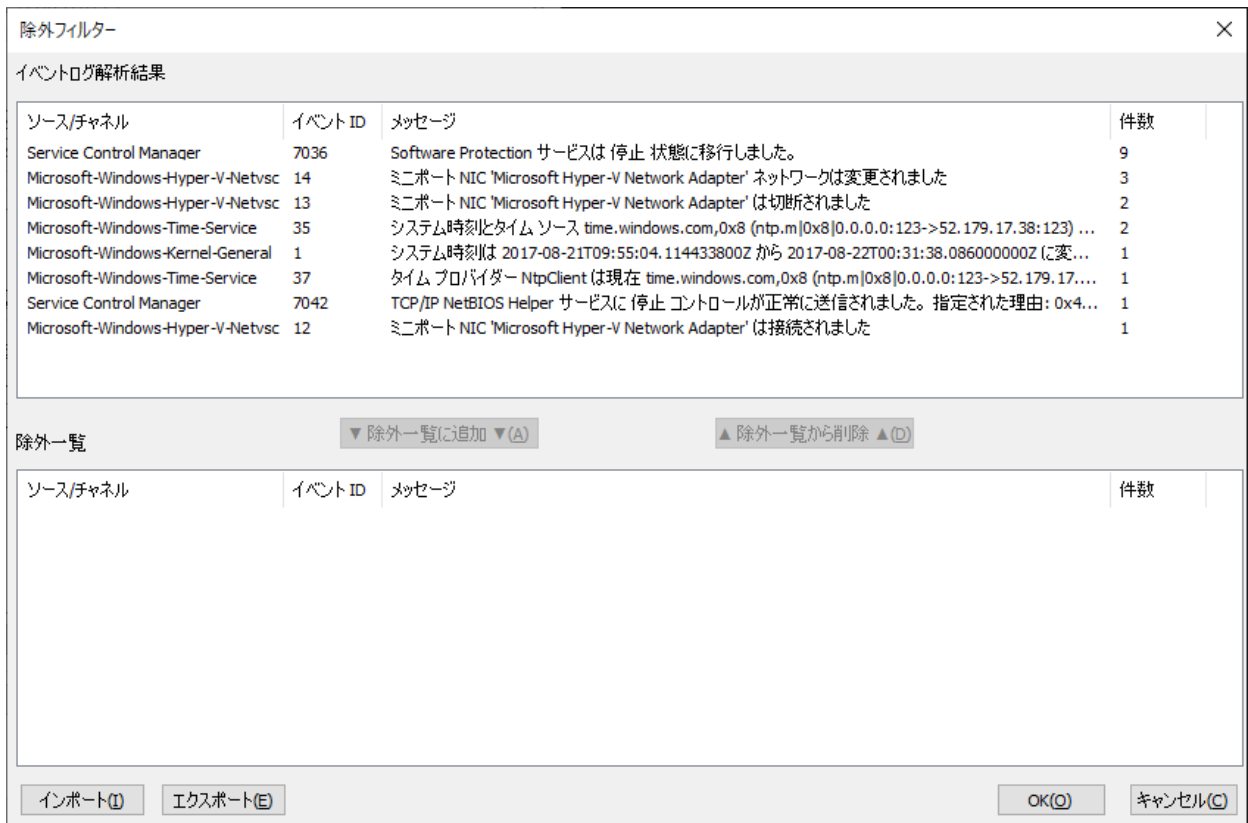 除外フィルター
イベントログ解析結果
ソース/チャネル イベント ID メッセージ 件数
Service Control Manager 7036 Software Protection サービスは 停止 状態に移行しました。 9
Microsoft-Windows-Hyper-V-Netvsc 14 ミニポート NIC 'Microsoft Hyper-V Network Adapter' ネットワークは変更されました 3
Microsoft-Windows-Hyper-V-Netvsc 13 ミニポート NIC 'Microsoft Hyper-V Network Adapter' は切断されました 2
Microsoft-Windows-Time-Service 35 システム時刻とタイム ソース time.windows.com,0x8 (ntp.m|0x8|0.0.0.0:123->52.179.17.38:123) ... 2
Microsoft-Windows-Kernel-General 1 システム時刻は 2017-08-21T09:55:04.114433800Z から 2017-08-22T00:31:38.086000000Z に変... 1
Microsoft-Windows-Time-Service 37 タイム プロバイダー NtpClient は現在 time.windows.com,0x8 (ntp.m|0x8|0.0.0.0:123->52.179.17.... 1
Service Control Manager 7042 TCP/IP NetBIOS Helper サービスに 停止 コントロールが正常に送信されました。指定された理由: 0x4... 1
Microsoft-Windows-Hyper-V-Netvsc 12 ミニポート NIC 'Microsoft Hyper-V Network Adapter' は接続されました 1
除外一覧 ▼ 除外一覧に追加 ▼(A) ▲ 除外一覧から削除 ▲(D)
ソース/チャネル イベント ID メッセージ 件数
インポート(I) エクスポート(E) OK(O) キャンセル(C)